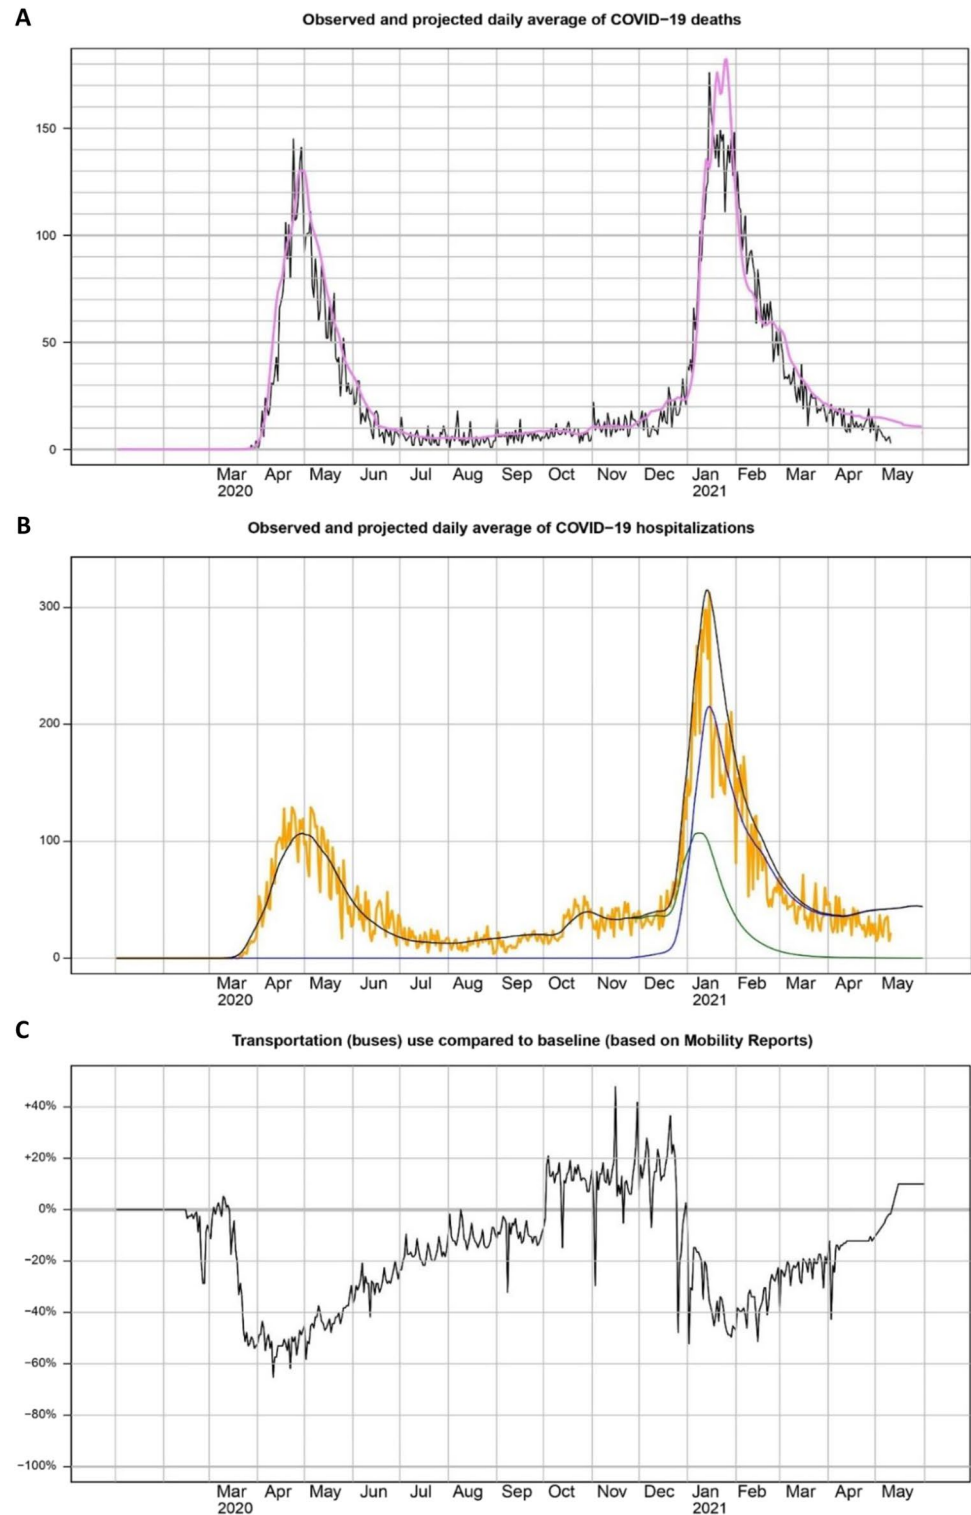 A
Observed and projected daily average of COVID−19 deaths
150
100
50
0
Mar Apr May Jun Jul Aug Sep Oct Nov Dec Jan Feb Mar Apr May
2020 2021
B
Observed and projected daily average of COVID−19 hospitalizations
300
200
100
0
Mar Apr May Jun Jul Aug Sep Oct Nov Dec Jan Feb Mar Apr May
2020 2021
C
Transportation (buses) use compared to baseline (based on Mobility Reports)
+40%
+20%
0%
−20%
−40%
−60%
−80%
−100%
Mar Apr May Jun Jul Aug Sep Oct Nov Dec Jan Feb Mar Apr May
2020 2021